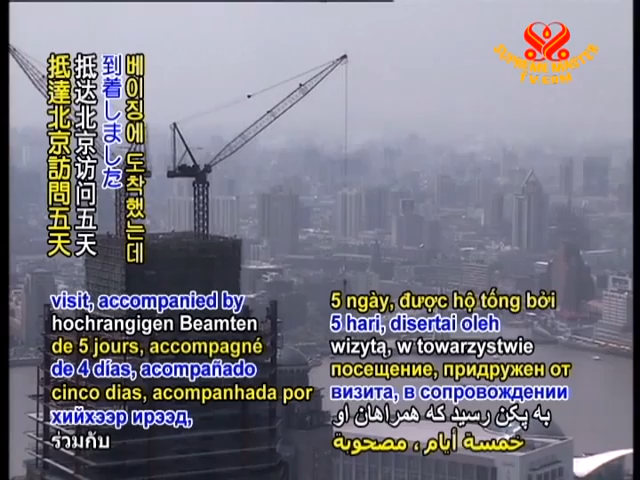 SUPREME MASTER
TV.COM
抵達北京訪問五天
抵达北京访问五天
到着しました
베이징에 도착했는데
visit, accompanied by
hochrangigen Beamten
de 5 jours, accompagné
de 4 días, acompañado
cinco dias, acompanhada por
хийхээр ирээд,
ร่วมกับ
5 ngày, được hộ tống bởi
5 hari, disertai oleh
wizytą, w towarzystwie
посещение, придружен от
визита, в сопровождении
به پکن رسید که همراهان او
خمسة أيام ، مصحوبة